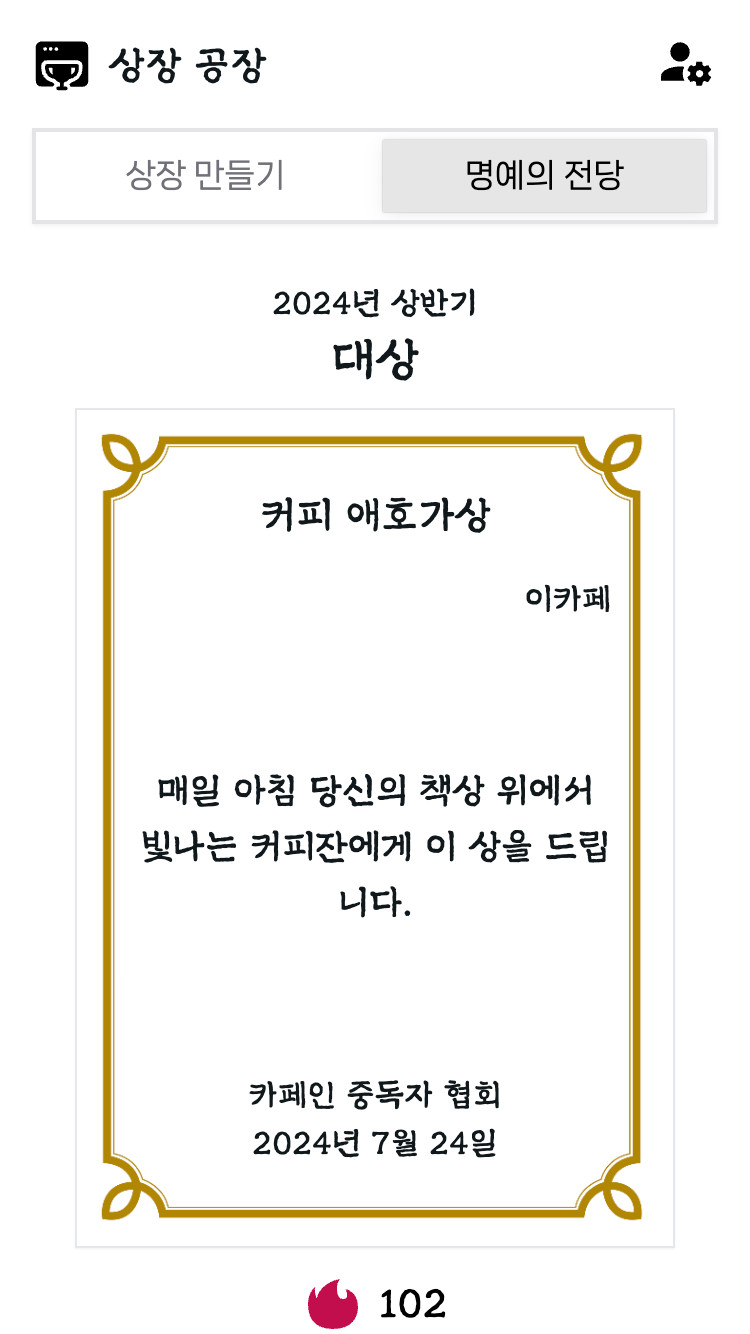 상장 공장
상장 만들기
명예의 전당
2024년 상반기
대상
커피 애호가상
이카페
매일 아침 당신의 책상 위에서
빛나는 커피잔에게 이 상을 드립
니다.
카페인 중독자 협회
2024년 7월 24일
102